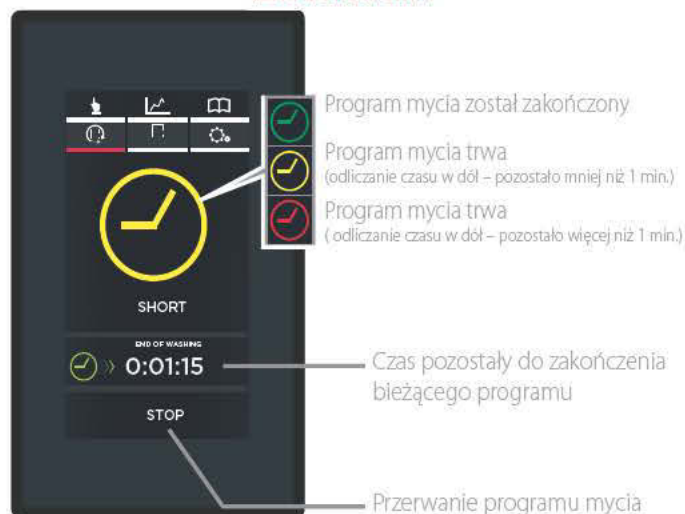 Program mycia został zakończony
Program mycia trwa
(odliczanie czasu w dół – pozostało mniej niż 1 min.)
Program mycia trwa
( odliczanie czasu w dół – pozostało więcej niż 1 min.)
SHORT
END OF WASHING
0:01:15
STOP
Czas pozostały do zakończenia
bieżącego programu
Przerwanie programu mycia